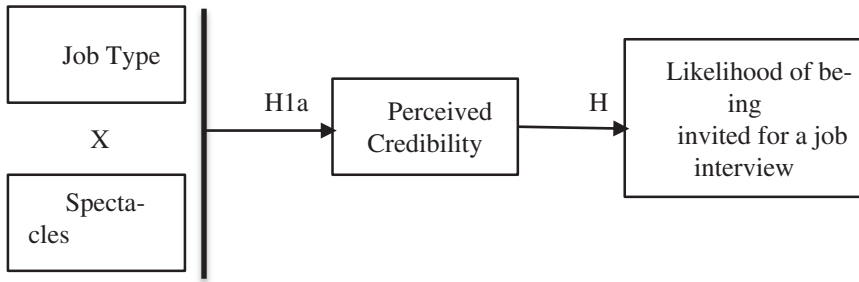 Job Type
X
Specta-
cles
H1a
Perceived
Credibility
H
Likelihood of be-
ing
invited for a job
interview